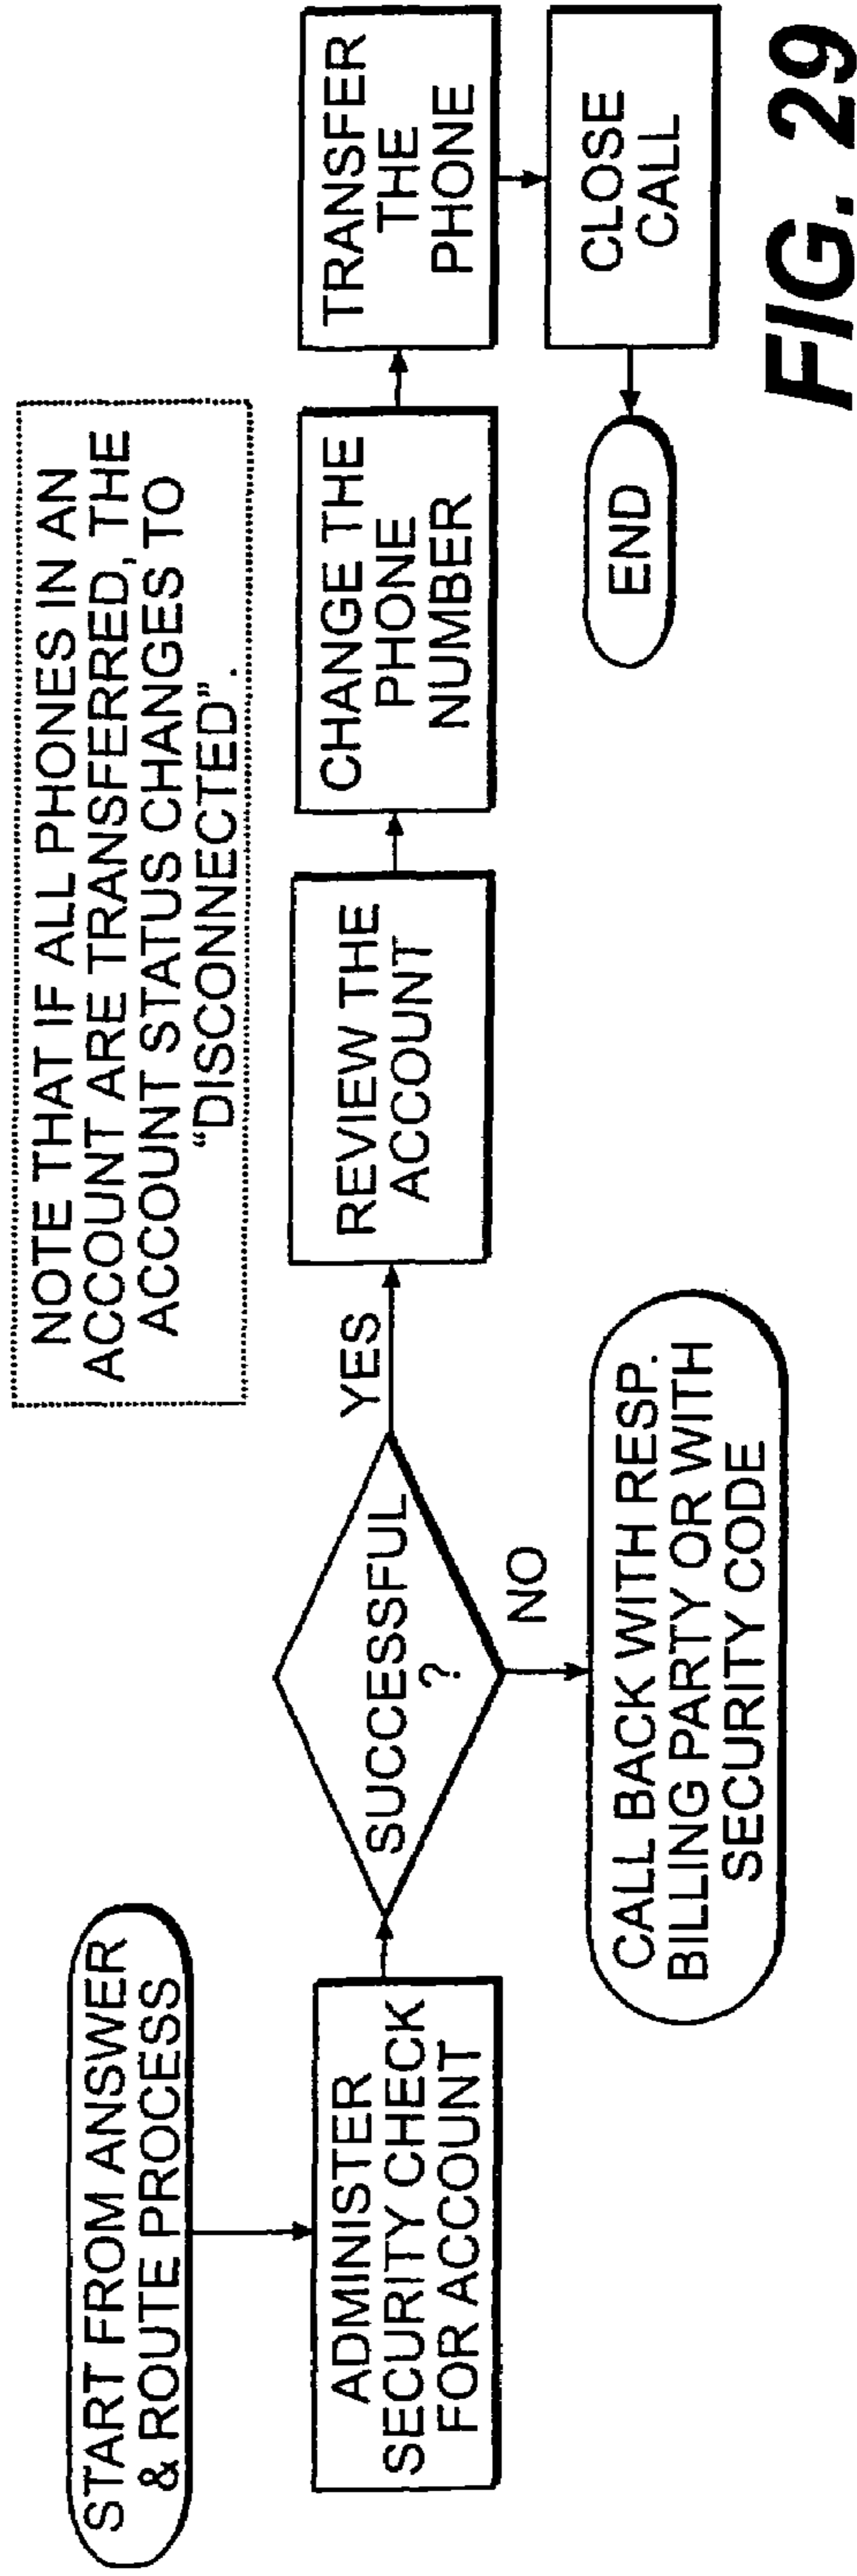 START FROM ANSWER
& ROUTE PROCESS
ADMINISTER
SECURITY CHECK
FOR ACCOUNT
SUCCESSFUL
?
YES
NO
CALL BACK WITH RESP.
BILLING PARTY OR WITH
SECURITY CODE
NOTE THAT IF ALL PHONES IN AN
ACCOUNT ARE TRANSFERRED, THE
ACCOUNT STATUS CHANGES TO
“DISCONNECTED”.
REVIEW THE
ACCOUNT
CHANGE THE
PHONE
NUMBER
TRANSFER
THE
PHONE
CLOSE
CALL
END
FIG. 29